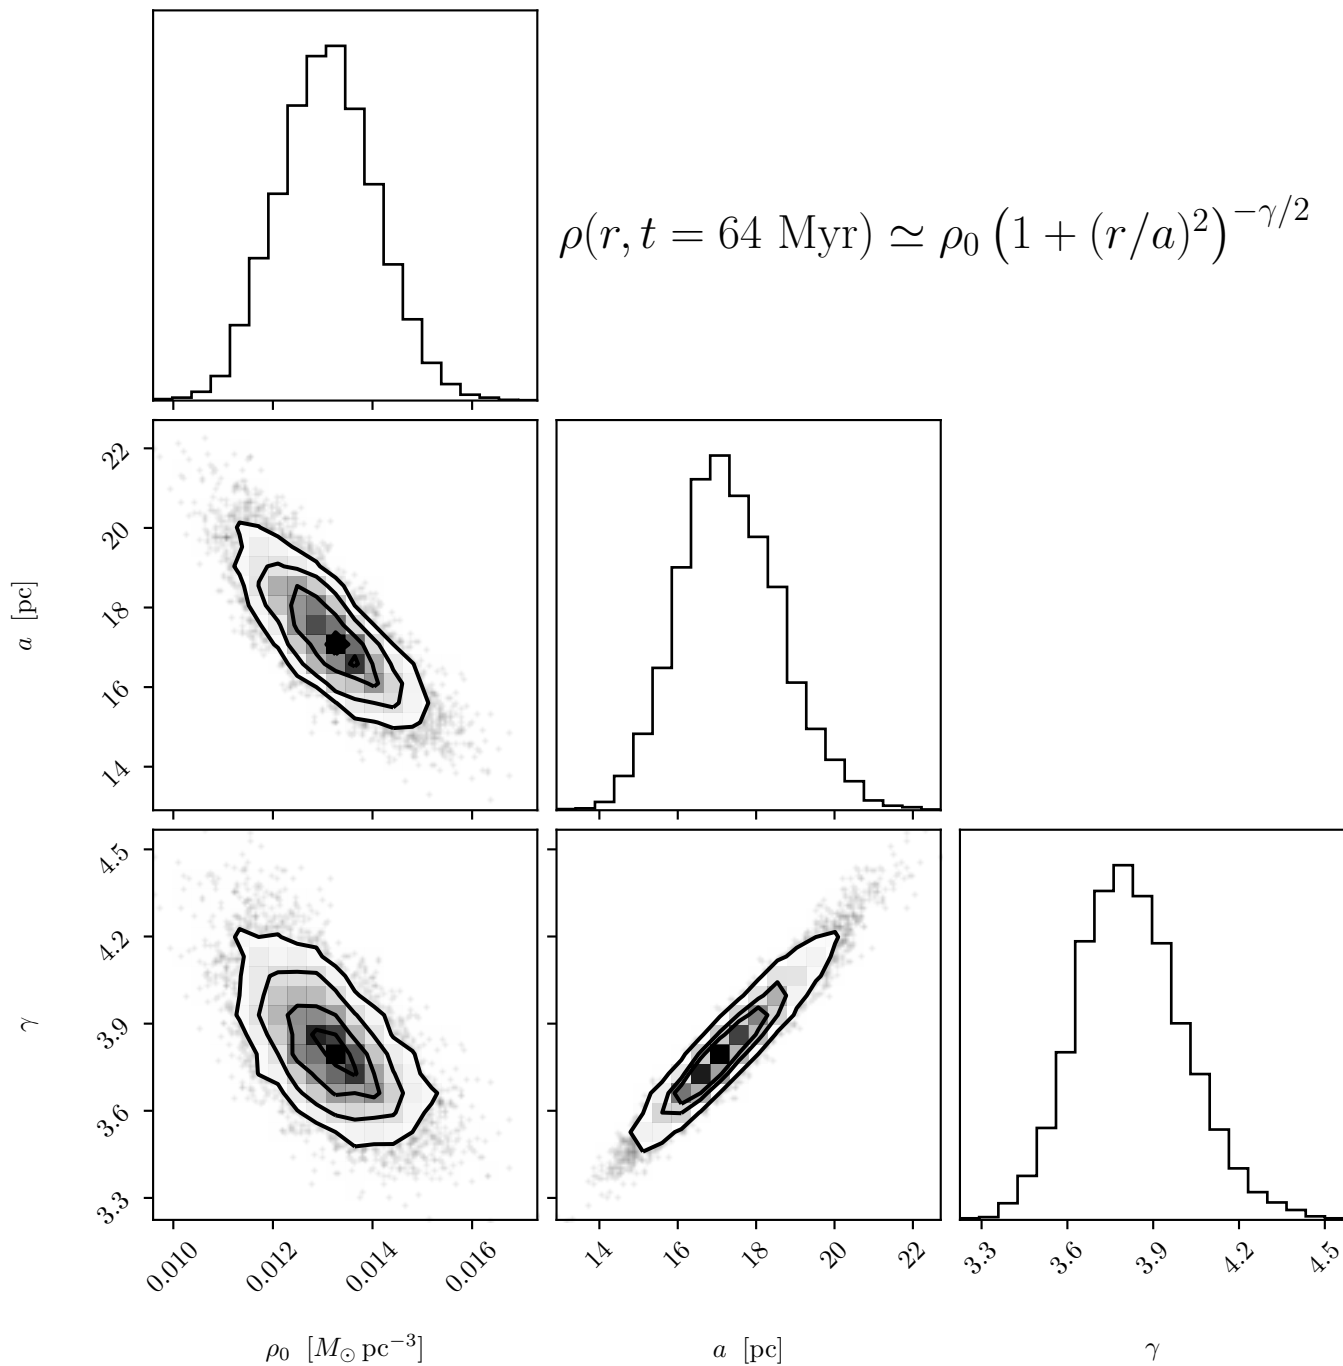 ρ(r, t = 64 Myr) ≃ ρ₀ (1 + (r/a)²)^{−γ/2}
22
20
18
16
14
a [pc]
4.5
4.2
3.9
3.6
3.3
γ
0.010 0.012 0.014 0.016
14 16 18 20 22
3.3 3.6 3.9 4.2 4.5
ρ₀ [M⊙ pc⁻³]
a [pc]
γ